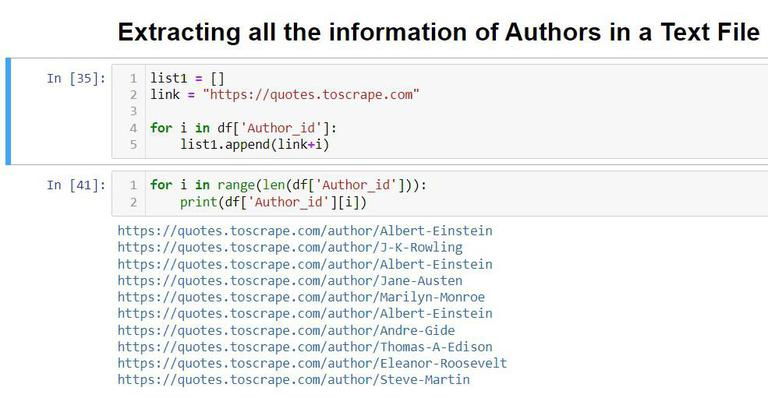 Extracting all the information of Authors in a Text File
In [35]:
1 list1 = []
2 link = "https://quotes.toscrape.com"
3
4 for i in df['Author_id']:
5     list1.append(link+i)
In [41]:
1 for i in range(len(df['Author_id'])):
2     print(df['Author_id'][i])
https://quotes.toscrape.com/author/Albert-Einstein
https://quotes.toscrape.com/author/J-K-Rowling
https://quotes.toscrape.com/author/Albert-Einstein
https://quotes.toscrape.com/author/Jane-Austen
https://quotes.toscrape.com/author/Marilyn-Monroe
https://quotes.toscrape.com/author/Albert-Einstein
https://quotes.toscrape.com/author/Andre-Gide
https://quotes.toscrape.com/author/Thomas-A-Edison
https://quotes.toscrape.com/author/Eleanor-Roosevelt
https://quotes.toscrape.com/author/Steve-Martin